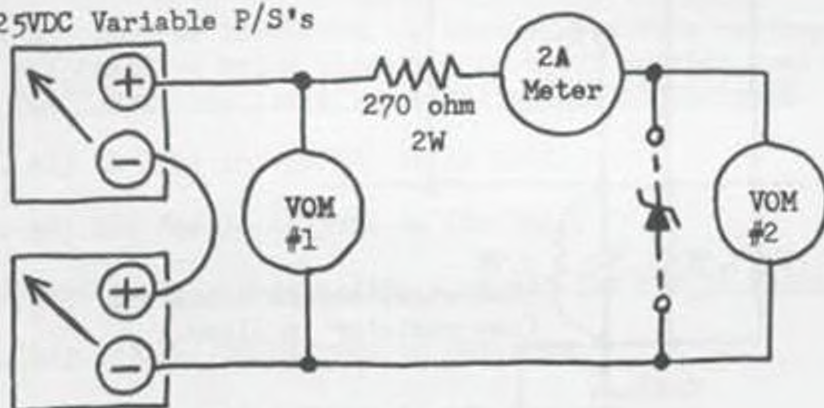 25VDC Variable P/S's
+
−
+
−
VOM
#1
270 ohm
2W
2A
Meter
VOM
#2